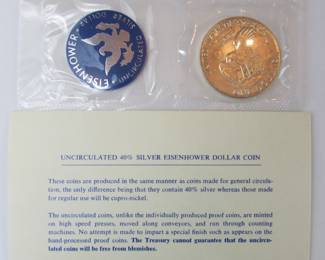 EISENHOWER
UNCIRCULATED
SILVER DOLLAR
UNCIRCULATED 40% SILVER EISENHOWER DOLLAR COIN
These coins are produced in the same manner as coins made for general circula-
tion, the only difference being that they contain 40% silver whereas those made
for regular use will be cupro-nickel.
The uncirculated coins, unlike the individually produced proof coins, are minted
on high speed presses, moved along conveyors, and run through counting
machines. No attempt is made to impart a special finish such as appears on the
hand-processed proof coins. The Treasury cannot guarantee that the uncircu-
lated coins will be free from blemishes.